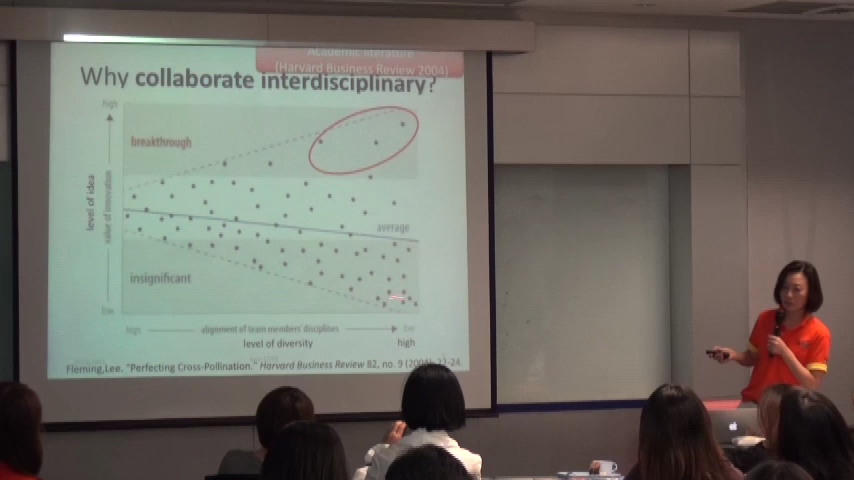 Academic literature
(Harvard Business Review 2004)
Why collaborate interdisciplinary?
high
breakthrough
level of idea
value of innovation
average
insignificant
low
high alignment of team members' disciplines low
level of diversity high
Fleming,Lee. "Perfecting Cross-Pollination." Harvard Business Review 82, no. 9 (2004): 22-24.